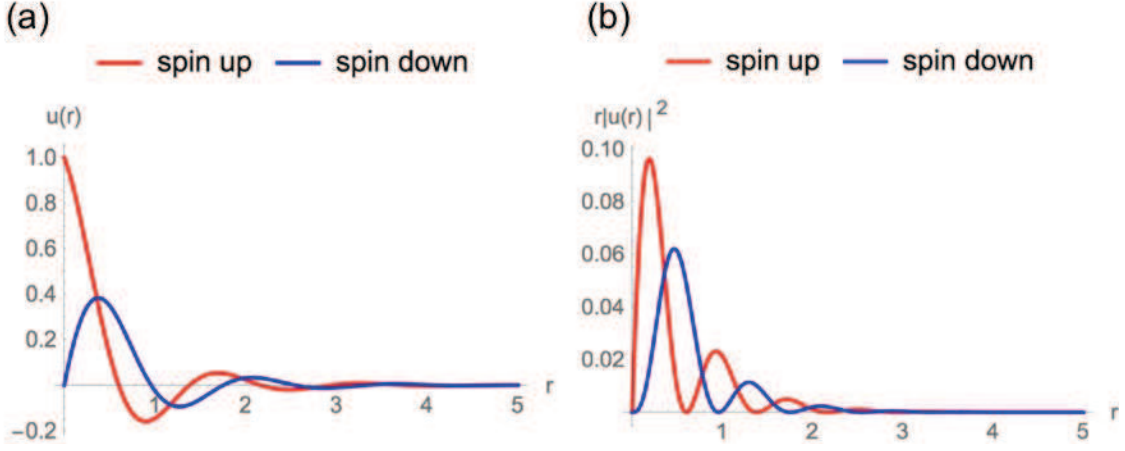 (a)
spin up spin down
u(r)
1.0
0.8
0.6
0.4
0.2
−0.2
1 2 3 4 5 r
(b)
spin up spin down
r|u(r)|²
0.10
0.08
0.06
0.04
0.02
1 2 3 4 5 r